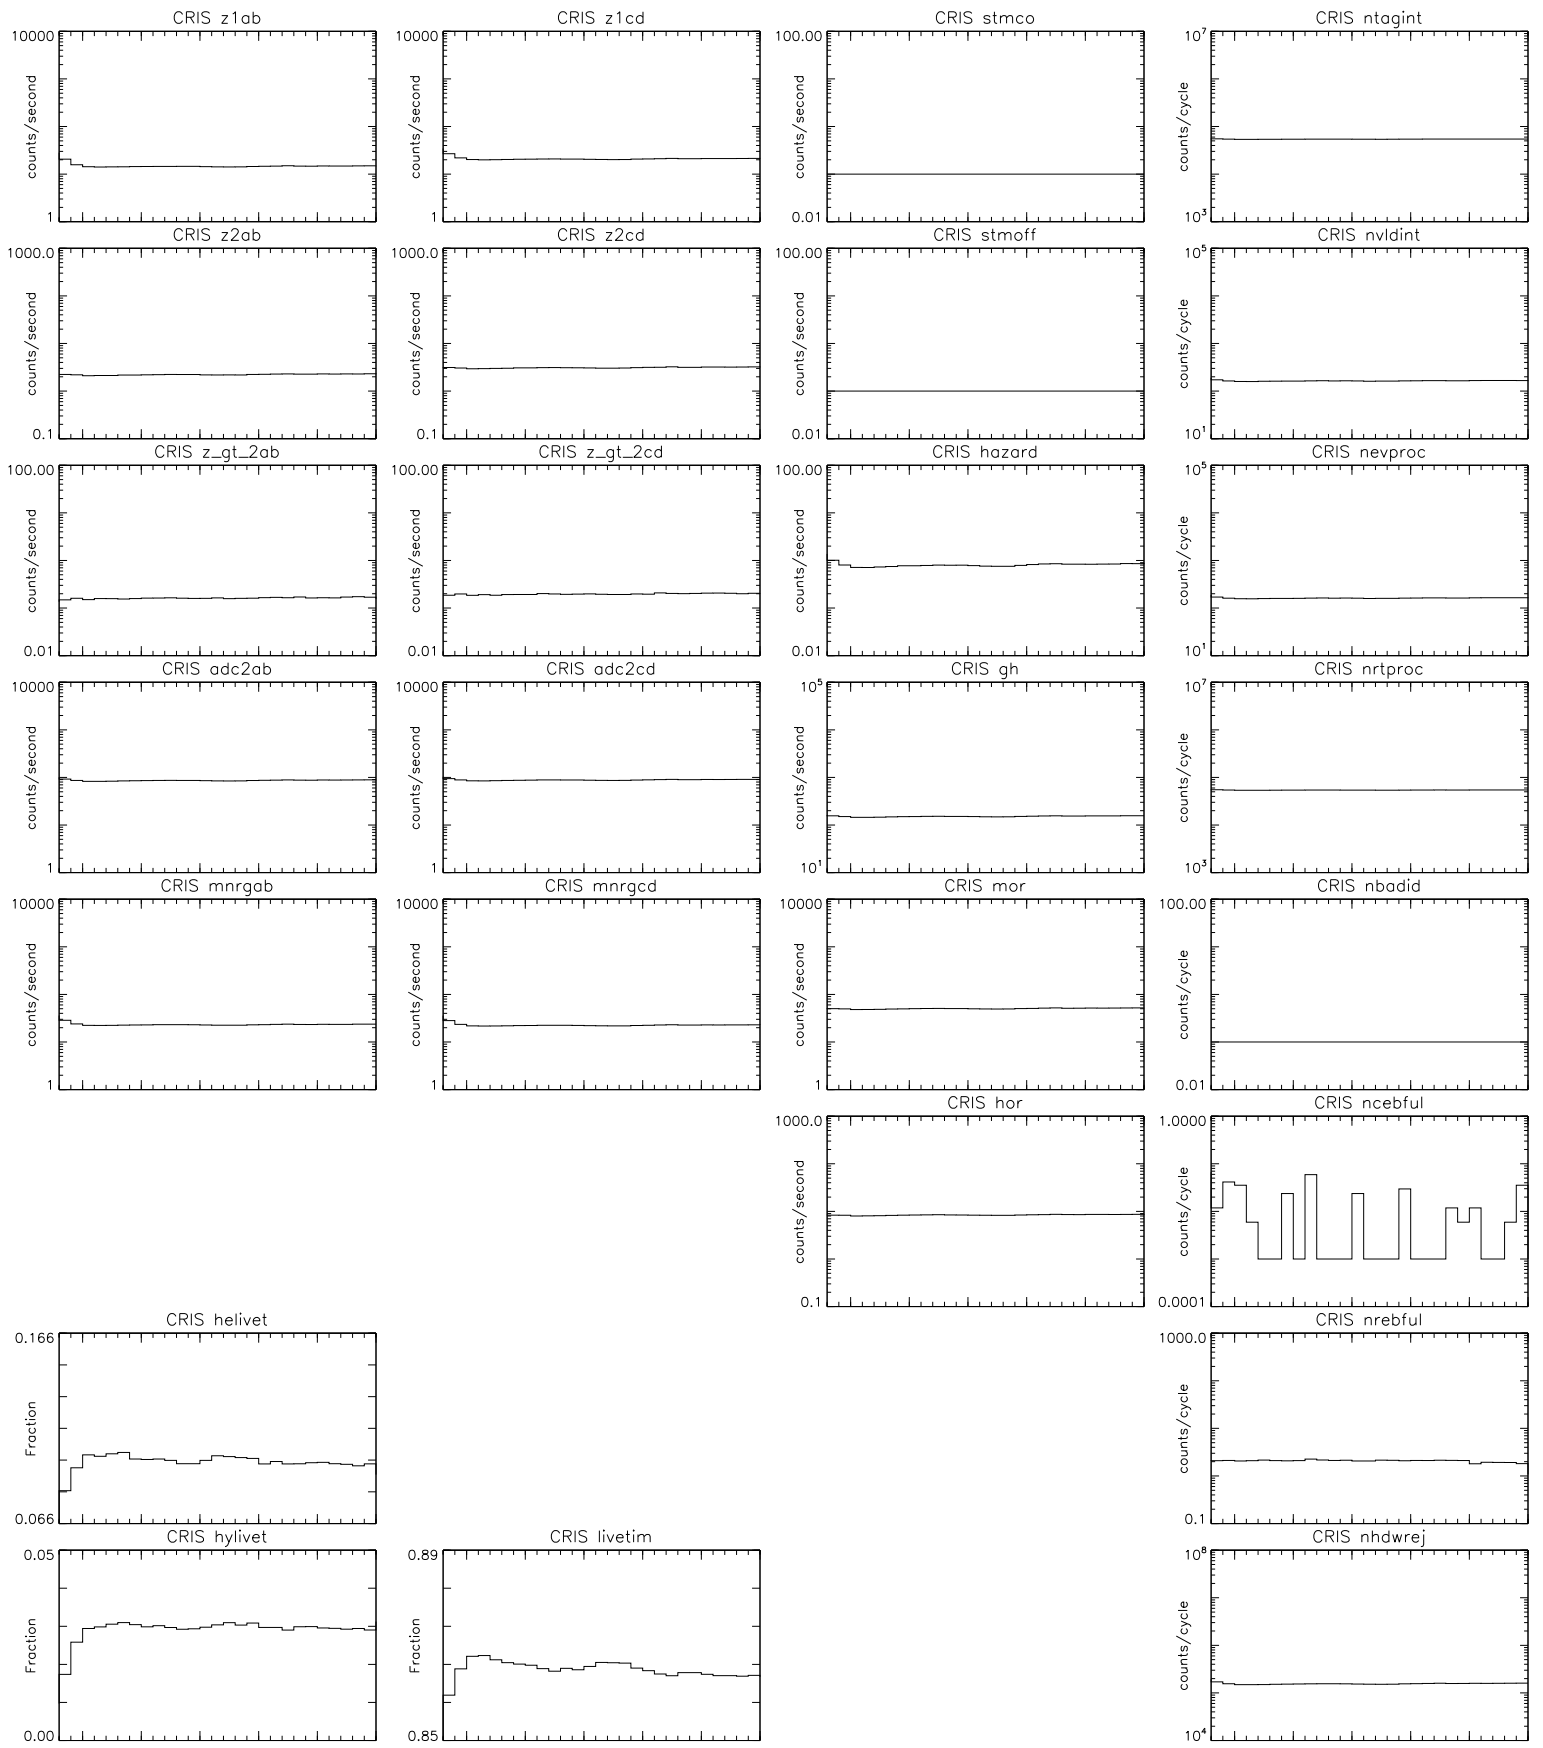 CRIS z1ab
10000
counts/second
1
CRIS z1cd
10000
counts/second
1
CRIS stmco
100.00
counts/second
0.01
CRIS ntagint
10^7
counts/cycle
10^3
CRIS z2ab
1000.0
counts/second
0.1
CRIS z2cd
1000.0
counts/second
0.1
CRIS stmoff
100.00
counts/second
0.01
CRIS nvldint
10^5
counts/cycle
10^1
CRIS z_gt_2ab
100.00
counts/second
0.01
CRIS z_gt_2cd
100.00
counts/second
0.01
CRIS hazard
100.00
counts/second
0.01
CRIS nevproc
10^5
counts/cycle
10^1
CRIS adc2ab
10000
counts/second
1
CRIS adc2cd
10000
counts/second
1
CRIS gh
10^5
counts/second
10^1
CRIS nrtproc
10^7
counts/cycle
10^3
CRIS mnrgab
10000
counts/second
1
CRIS mnrgcd
10000
counts/second
1
CRIS mor
10000
counts/second
1
CRIS nbadid
100.00
counts/cycle
0.01
CRIS hor
1000.0
counts/second
0.1
CRIS ncebful
1.0000
counts/cycle
0.0001
CRIS helivet
0.166
Fraction
0.066
CRIS nrebful
1000.0
counts/cycle
0.1
CRIS hylivet
0.05
Fraction
0.00
CRIS livetim
0.89
Fraction
0.85
CRIS nhdwrej
10^8
counts/cycle
10^4